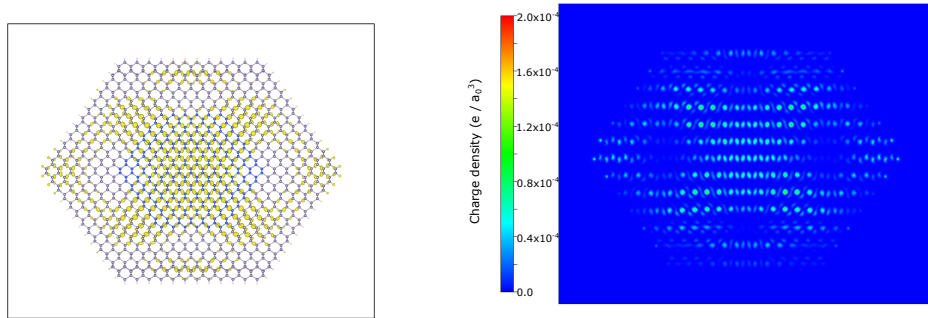 2.0x10⁻⁴
1.6x10⁻⁴
1.2x10⁻⁴
0.8x10⁻⁴
0.4x10⁻⁴
0.0
Charge density (e / a₀³)